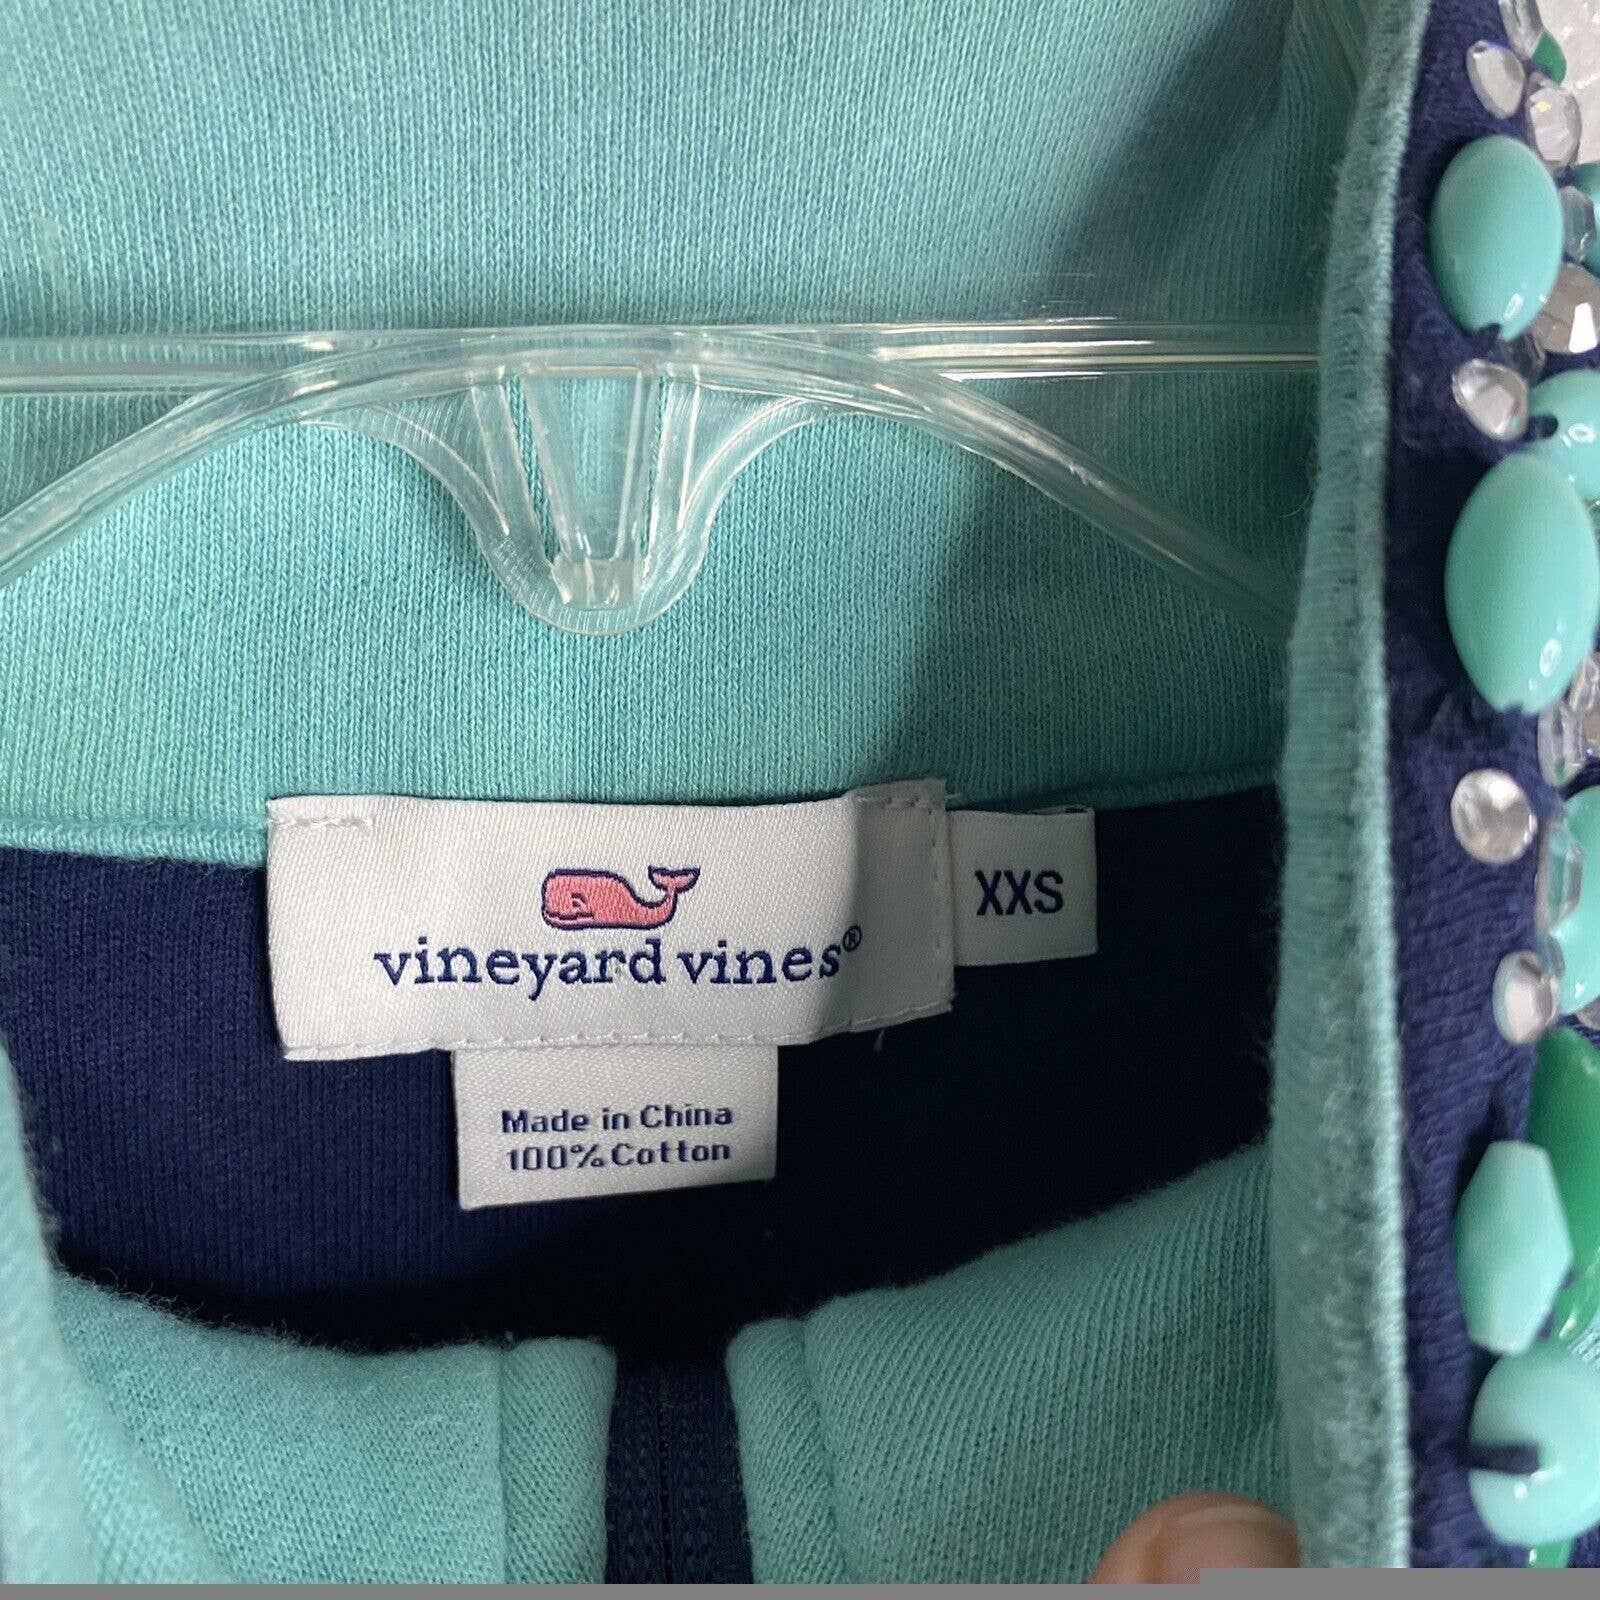 vineyard vines®
XXS
Made in China
100% Cotton